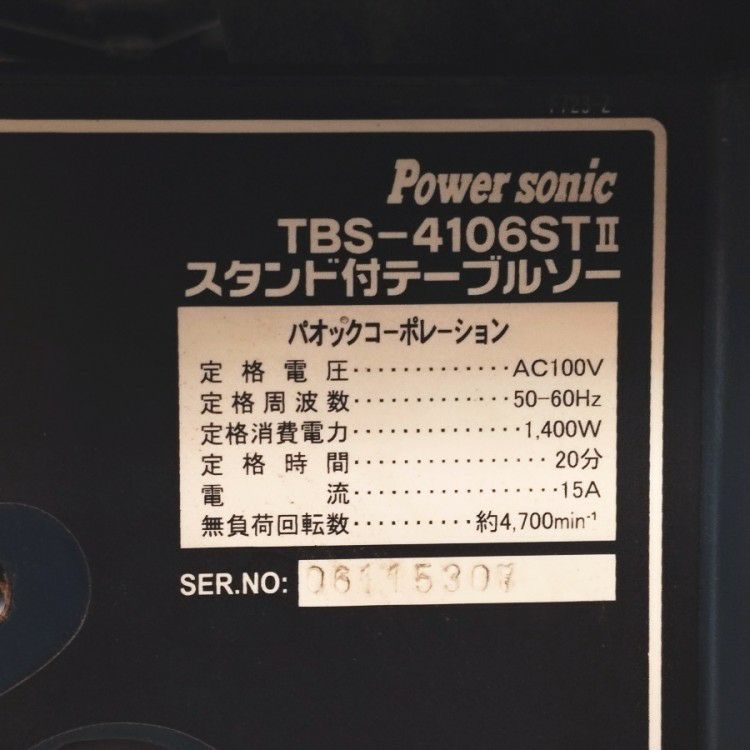 Power sonic
TBS-4106STⅡ
スタンド付テーブルソー
パオックコーポレーション
定格電圧・・・・・・・・・・・・・AC100V
定格周波数・・・・・・・・・・・・・50-60Hz
定格消費電力・・・・・・・・・・・・・・1,400W
定格時間・・・・・・・・・・・・・・・・20分
電流・・・・・・・・・・・・・・・・15A
無負荷回転数・・・・・・・・・・約4,700min⁻¹
SER.NO: 06115307